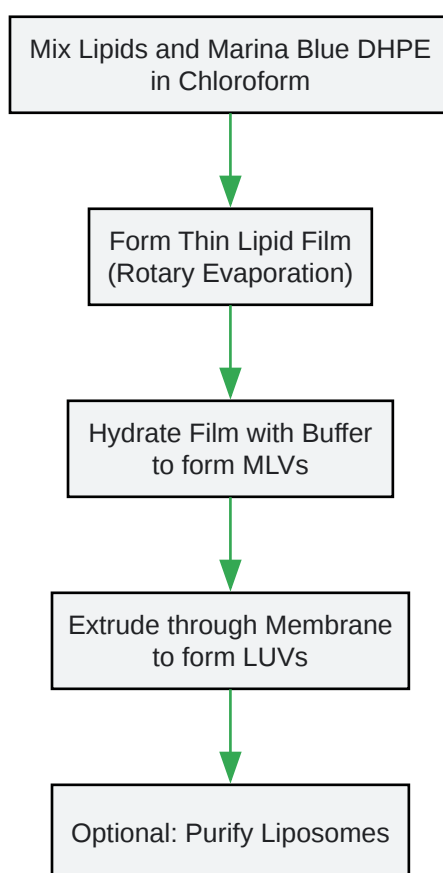 Mix Lipids and Marina Blue DHPE
in Chloroform
Form Thin Lipid Film
(Rotary Evaporation)
Hydrate Film with Buffer
to form MLVs
Extrude through Membrane
to form LUVs
Optional: Purify Liposomes